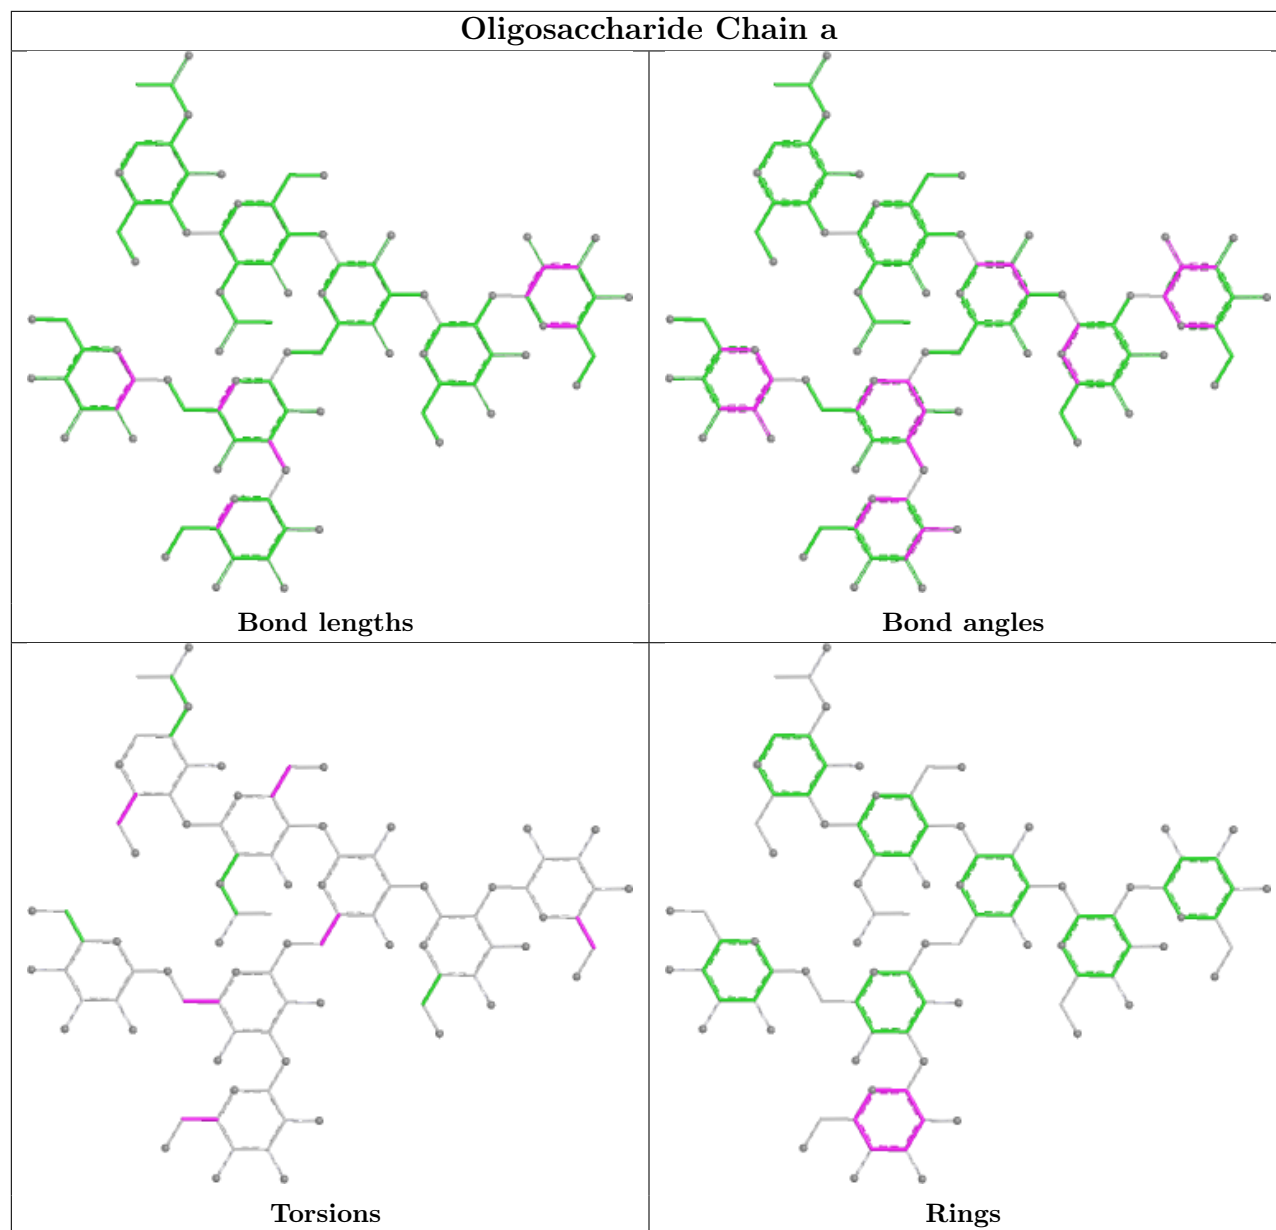 Oligosaccharide Chain a
Bond lengths
Bond angles
Torsions
Rings